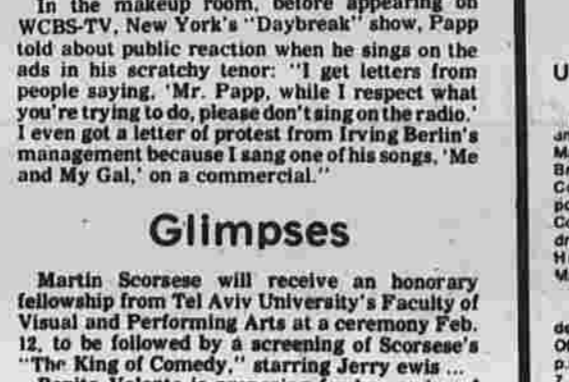 In the makeup room, before appearing on
WCBS-TV, New York's "Daybreak" show, Papp
told about public reaction when he sings on the
ads in his scratchy tenor: "I get letters from
people saying, 'Mr. Papp, while I respect what
you're trying to do, please don't sing on the radio.'
I even got a letter of protest from Irving Berlin's
management because I sang one of his songs, 'Me
and My Gal,' on a commercial."
Glimpses
Martin Scorsese will receive an honorary
fellowship from Tel Aviv University's Faculty of
Visual and Performing Arts at a ceremony Feb.
12, to be followed by a screening of Scorsese's
"The King of Comedy," starring Jerry ewis ...